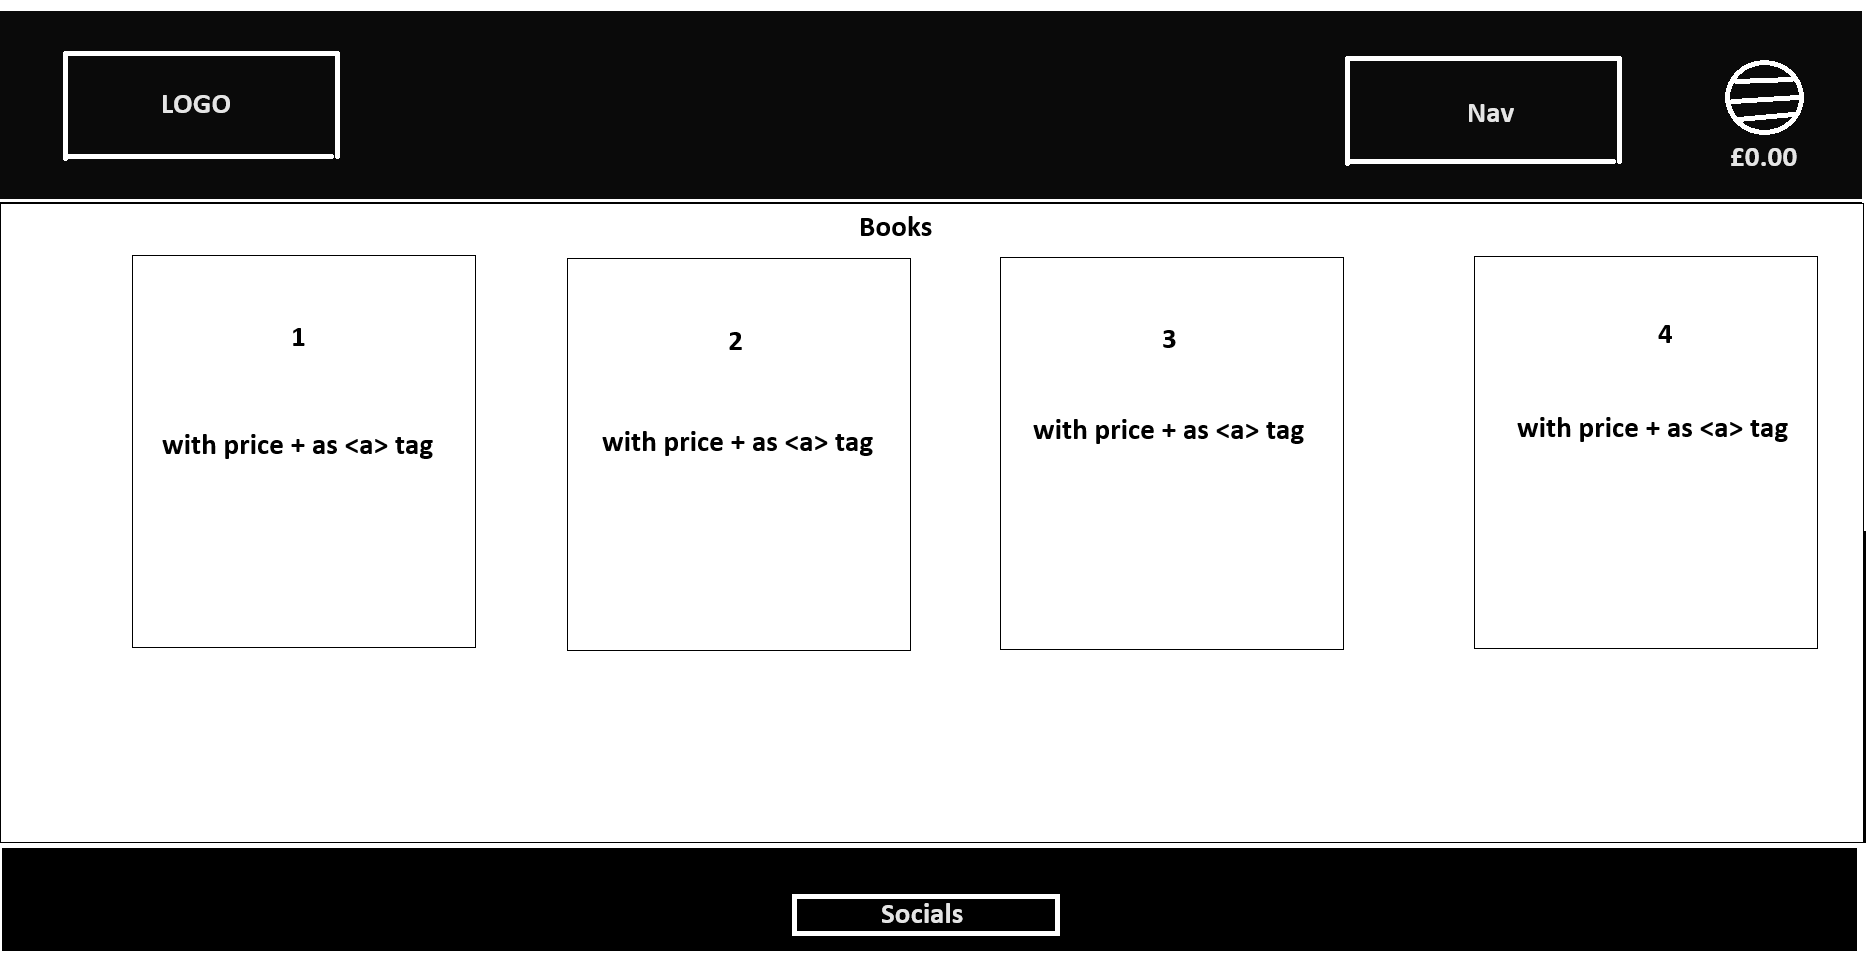 LOGO
Nav
£0.00
Books
1
with price + as <a> tag
2
with price + as <a> tag
3
with price + as <a> tag
4
with price + as <a> tag
Socials